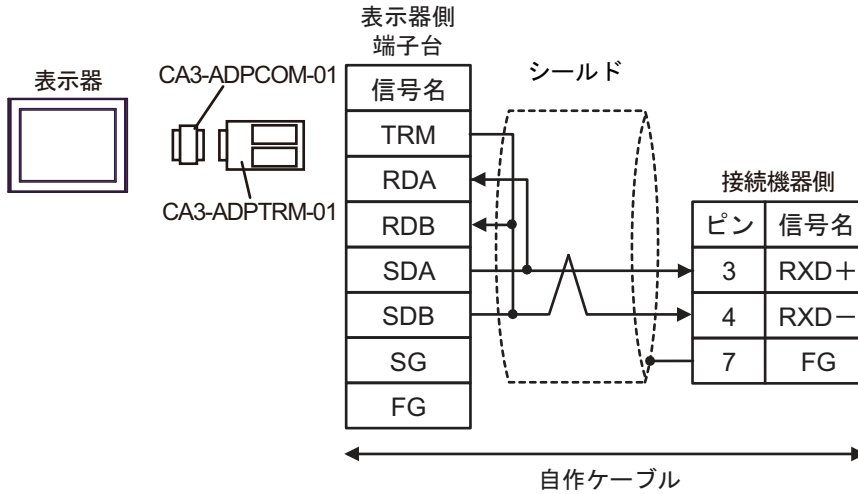 表示器側
端子台
表示器
CA3-ADPCOM-01
CA3-ADPTRM-01
信号名
TRM
RDA
RDB
SDA
SDB
SG
FG
シールド
接続機器側
ピン 信号名
3 RXD＋
4 RXD－
7 FG
自作ケーブル